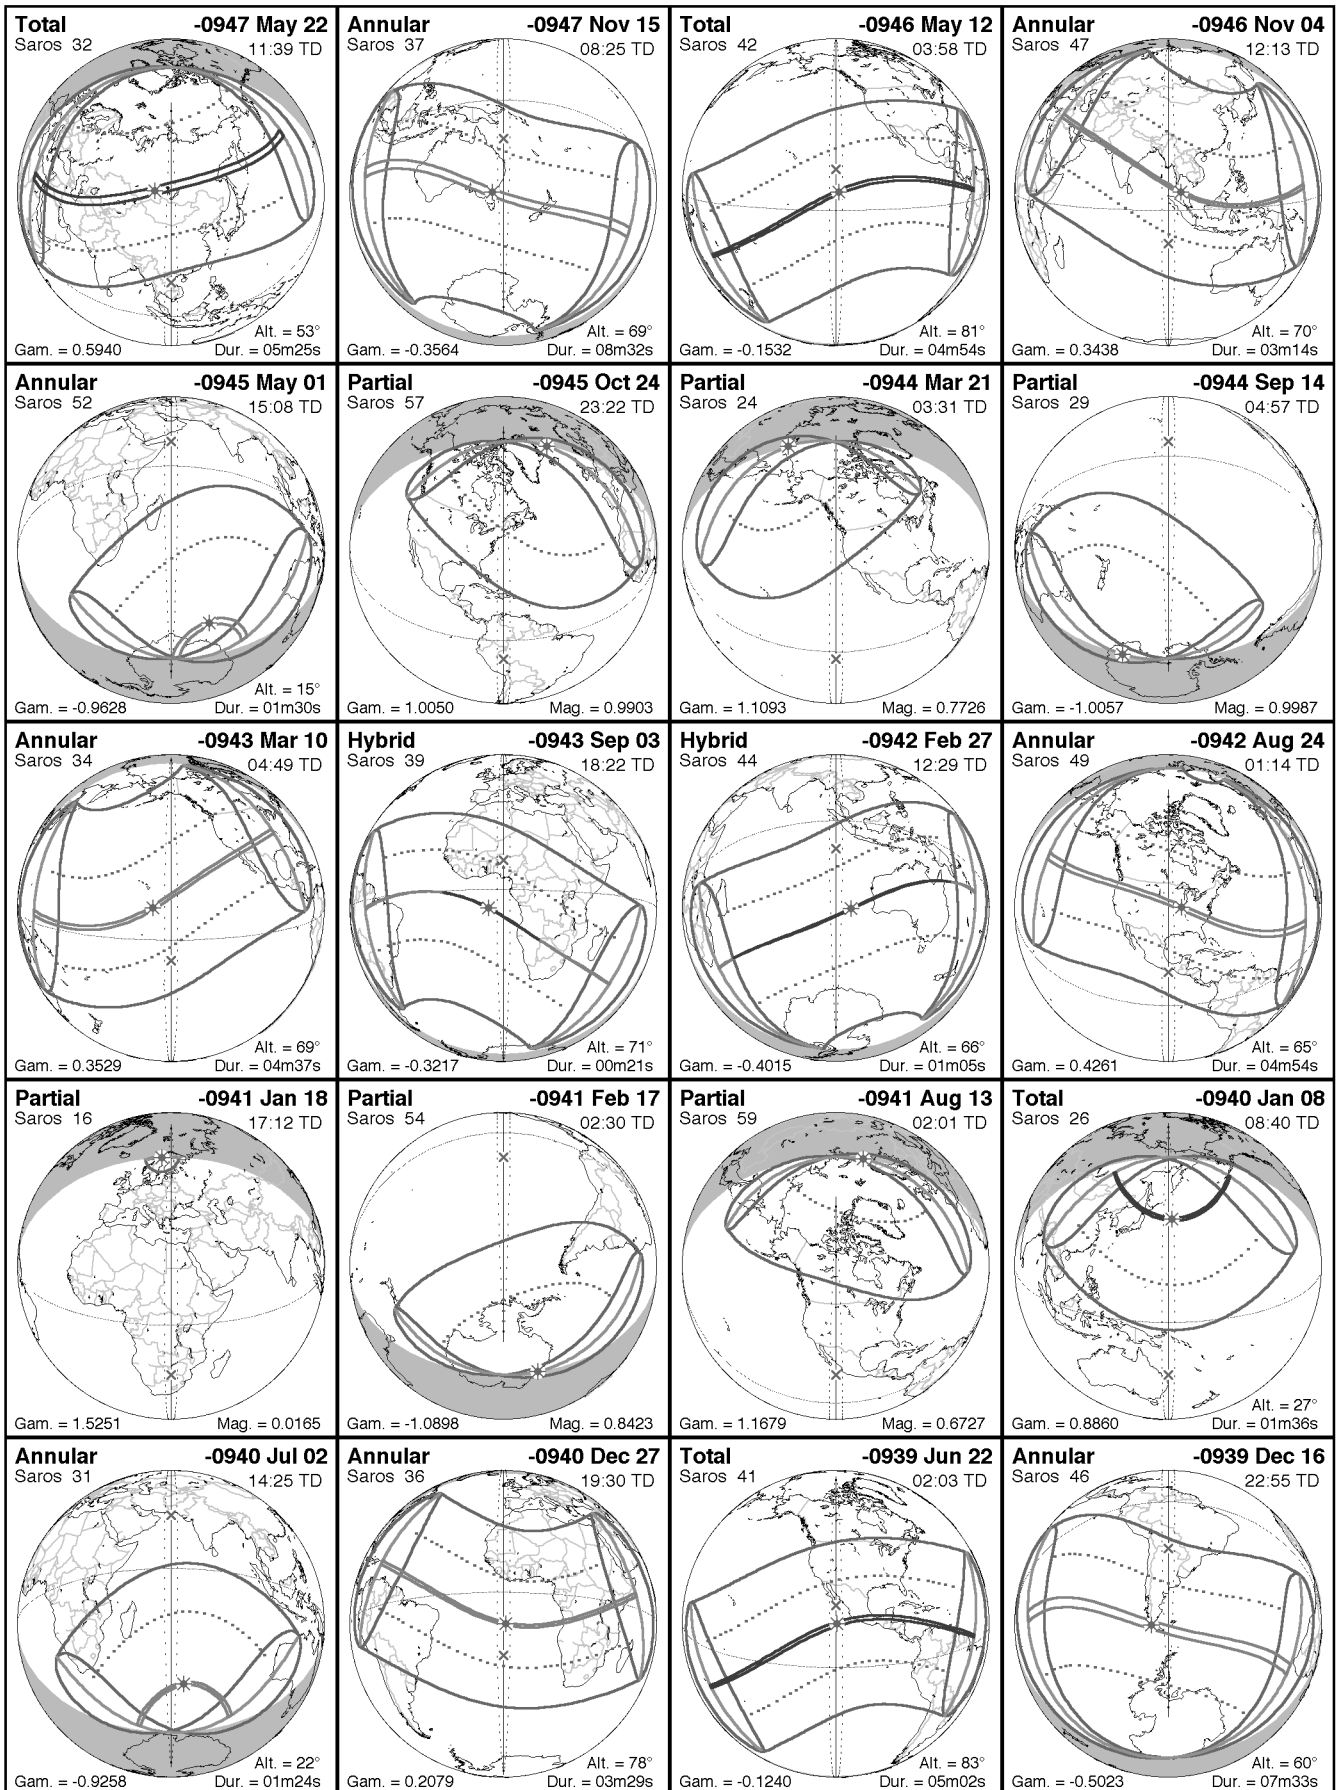 Total -0947 May 22
Saros 32 11:39 TD
Alt. = 53°
Gam. = 0.5940 Dur. = 05m25s
Annular -0947 Nov 15
Saros 37 08:25 TD
Alt. = 69°
Gam. = -0.3564 Dur. = 08m32s
Total -0946 May 12
Saros 42 03:58 TD
Alt. = 81°
Gam. = -0.1532 Dur. = 04m54s
Annular -0946 Nov 04
Saros 47 12:13 TD
Alt. = 70°
Gam. = 0.3438 Dur. = 03m14s
Annular -0945 May 01
Saros 52 15:08 TD
Alt. = 15°
Gam. = -0.9628 Dur. = 01m30s
Partial -0945 Oct 24
Saros 57 23:22 TD
Gam. = 1.0050 Mag. = 0.9903
Partial -0944 Mar 21
Saros 24 03:31 TD
Gam. = 1.1093 Mag. = 0.7726
Partial -0944 Sep 14
Saros 29 04:57 TD
Gam. = -1.0057 Mag. = 0.9987
Annular -0943 Mar 10
Saros 34 04:49 TD
Alt. = 69°
Gam. = 0.3529 Dur. = 04m37s
Hybrid -0943 Sep 03
Saros 39 18:22 TD
Alt. = 71°
Gam. = -0.3217 Dur. = 00m21s
Hybrid -0942 Feb 27
Saros 44 12:29 TD
Alt. = 66°
Gam. = -0.4015 Dur. = 01m05s
Annular -0942 Aug 24
Saros 49 01:14 TD
Alt. = 65°
Gam. = 0.4261 Dur. = 04m54s
Partial -0941 Jan 18
Saros 16 17:12 TD
Gam. = 1.5251 Mag. = 0.0165
Partial -0941 Feb 17
Saros 54 02:30 TD
Gam. = -1.0898 Mag. = 0.8423
Partial -0941 Aug 13
Saros 59 02:01 TD
Gam. = 1.1679 Mag. = 0.6727
Total -0940 Jan 08
Saros 26 08:40 TD
Alt. = 27°
Gam. = 0.8860 Dur. = 01m36s
Annular -0940 Jul 02
Saros 31 14:25 TD
Alt. = 22°
Gam. = -0.9258 Dur. = 01m24s
Annular -0940 Dec 27
Saros 36 19:30 TD
Alt. = 78°
Gam. = 0.2079 Dur. = 03m29s
Total -0939 Jun 22
Saros 41 02:03 TD
Alt. = 83°
Gam. = -0.1240 Dur. = 05m02s
Annular -0939 Dec 16
Saros 46 22:55 TD
Alt. = 60°
Gam. = -0.5023 Dur. = 07m33s